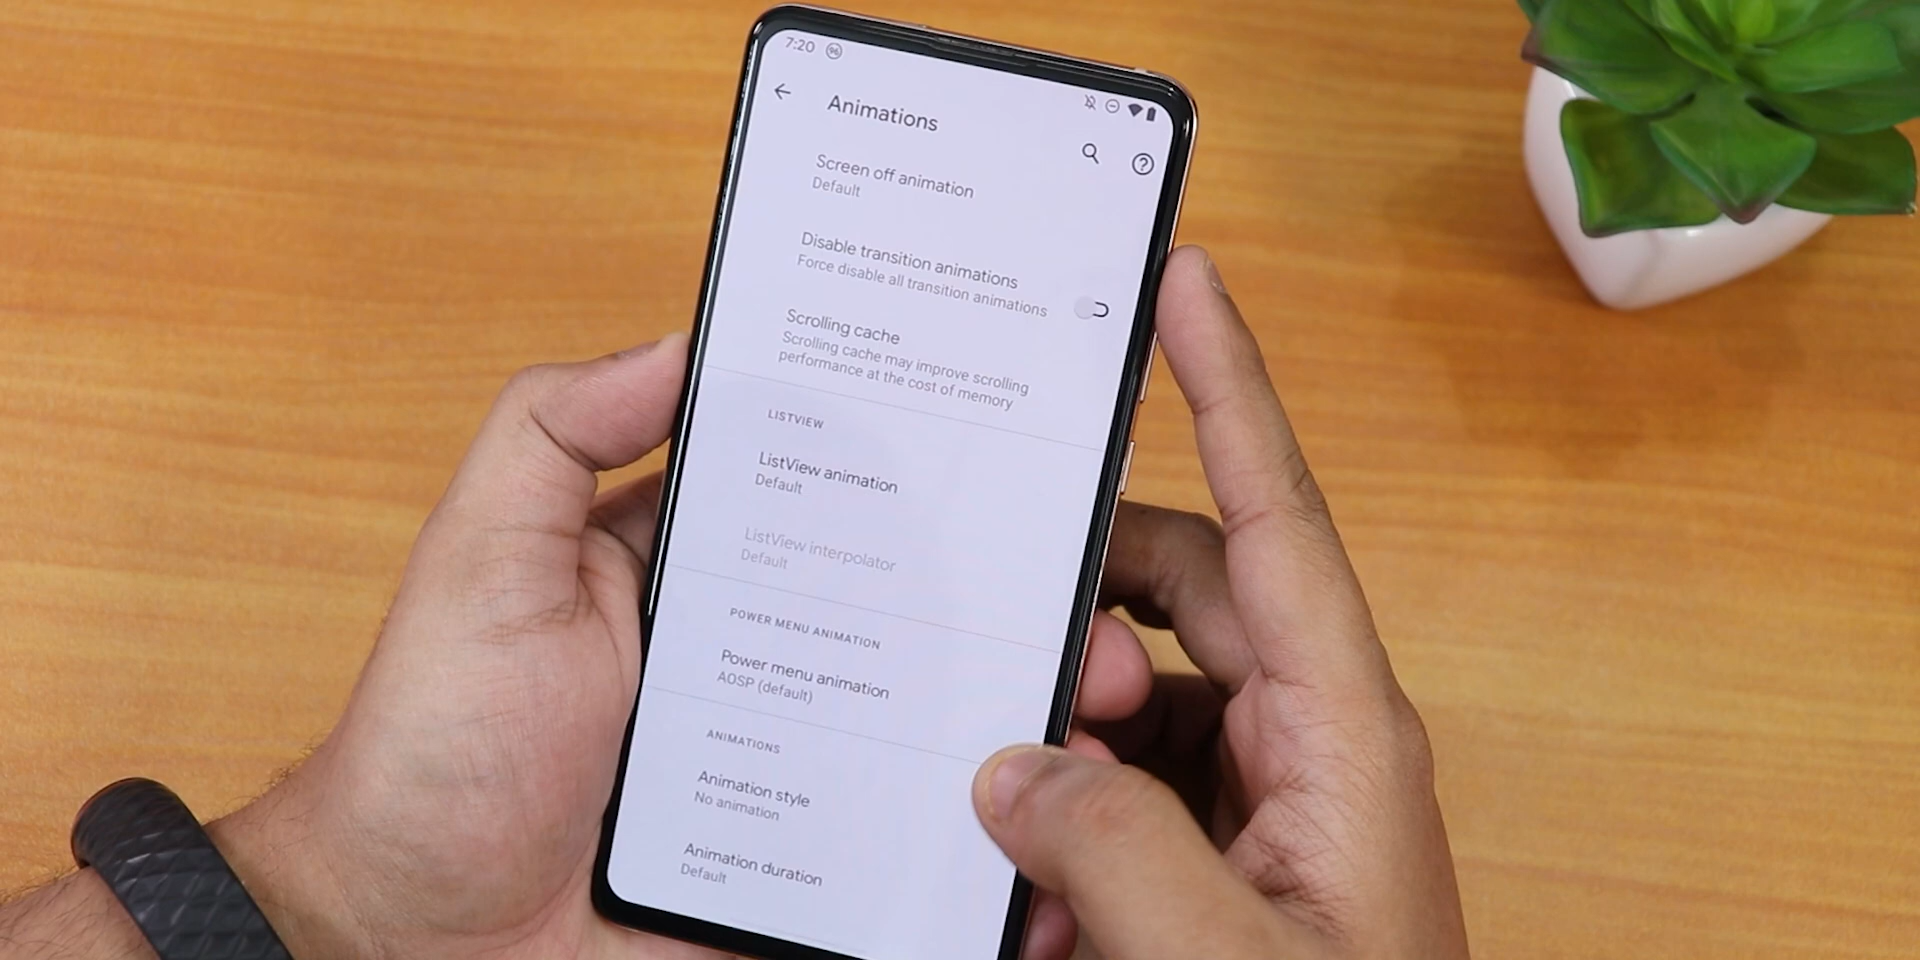 7:20 96
Animations
Screen off animation
Default
Disable transition animations
Force disable all transition animations
Scrolling cache
Scrolling cache may improve scrolling
performance at the cost of memory
LISTVIEW
ListView animation
Default
ListView interpolator
Default
POWER MENU ANIMATION
Power menu animation
AOSP (default)
ANIMATIONS
Animation style
No animation
Animation duration
Default